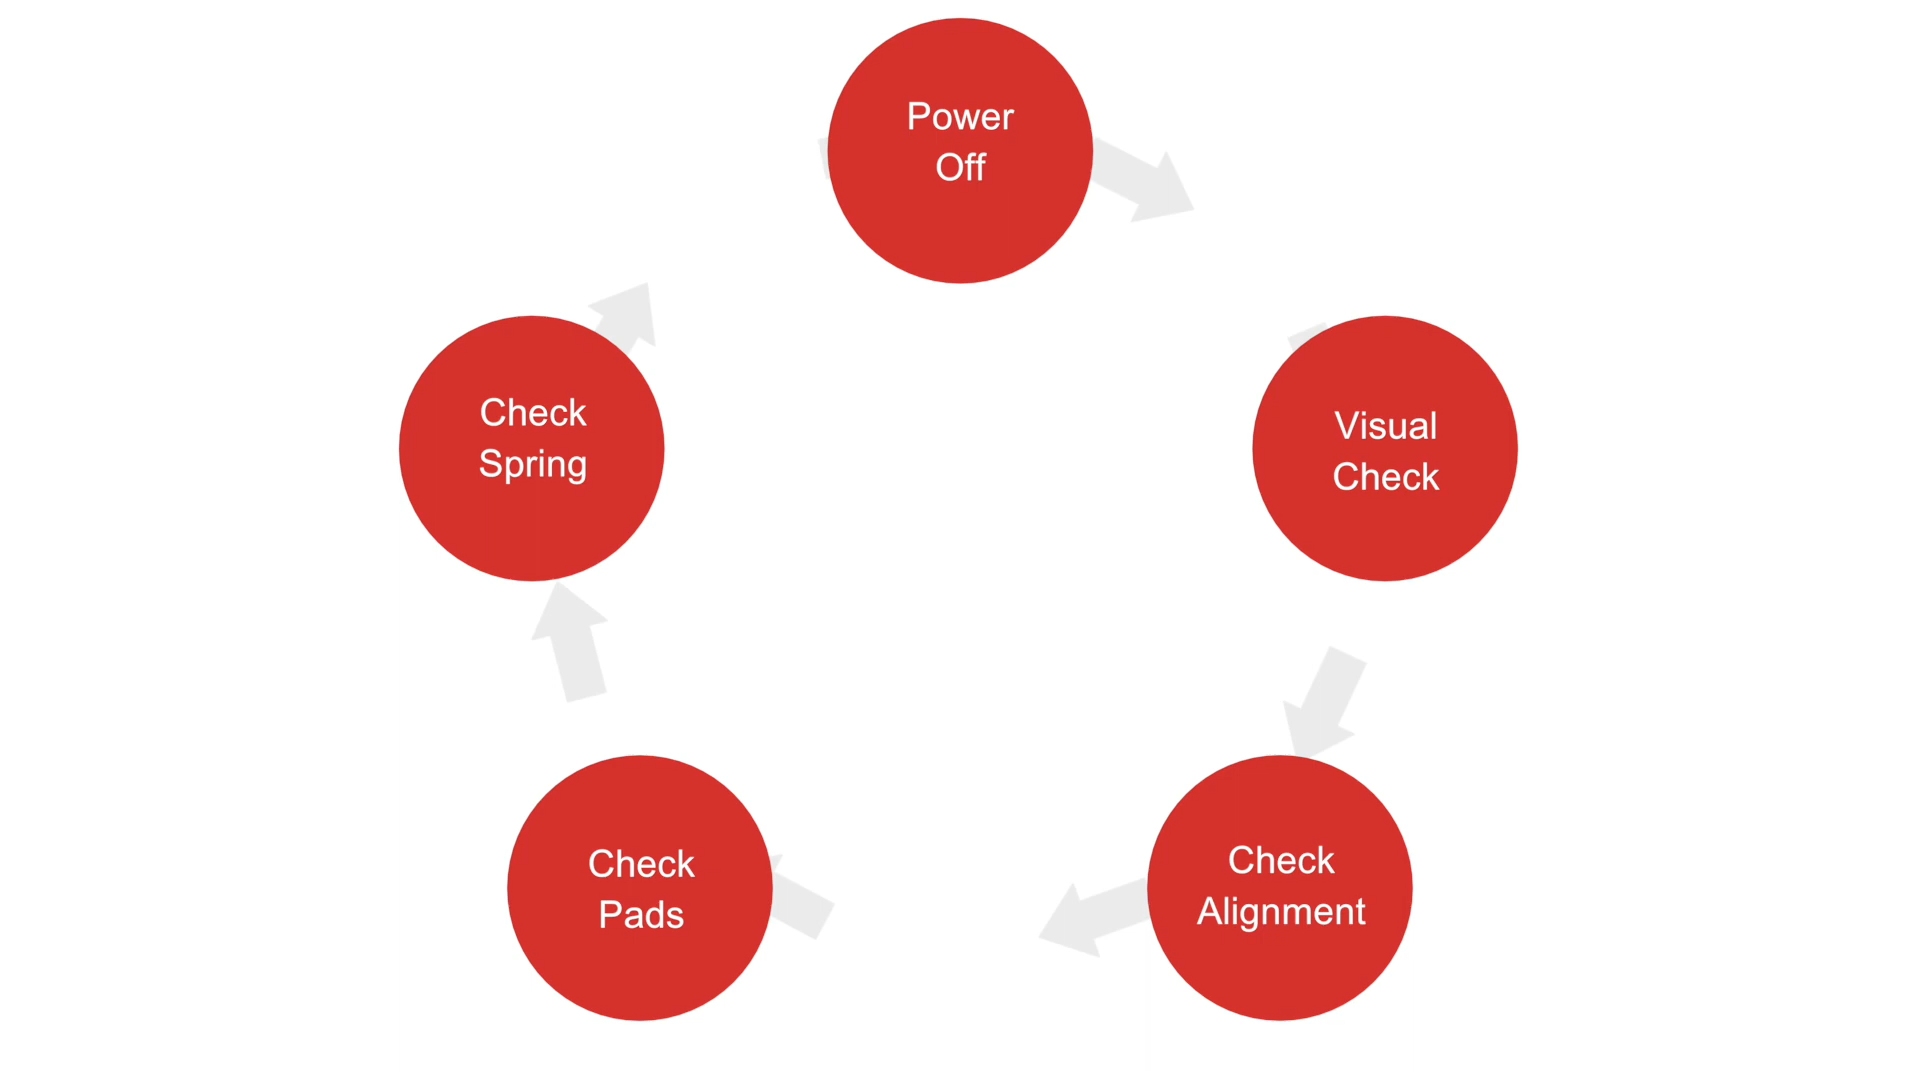 Power
Off
Visual
Check
Check
Alignment
Check
Pads
Check
Spring